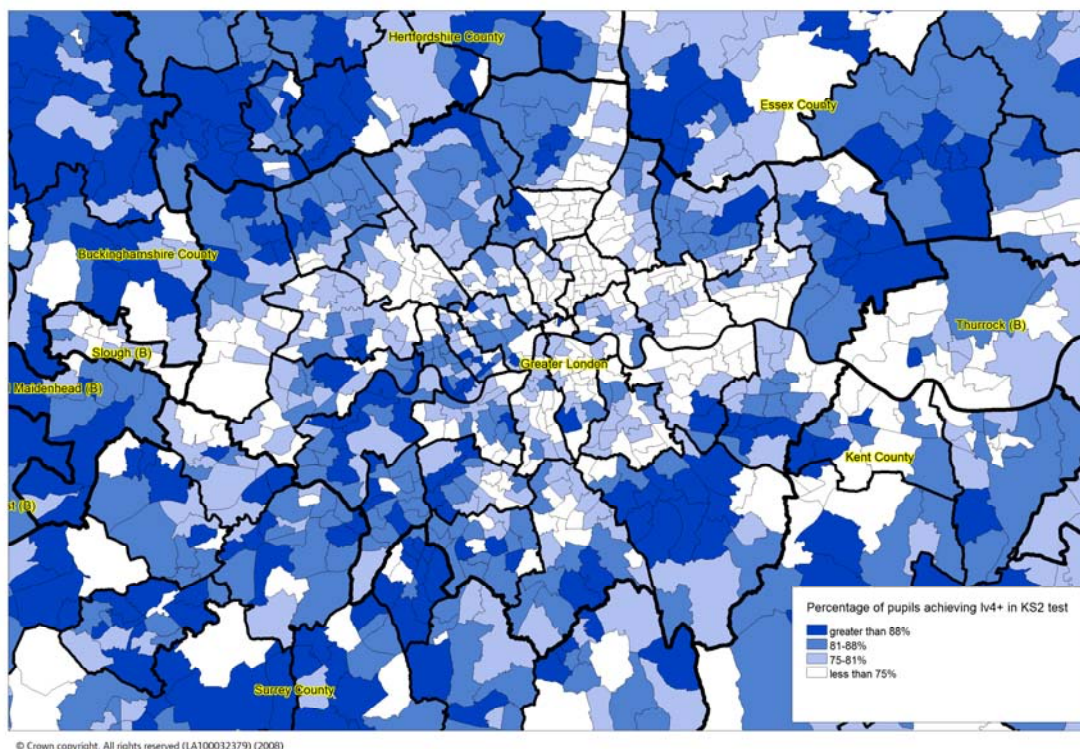 Hertfordshire County
Essex County
Buckinghamshire County
Thurrock (B)
Slough (B)
Greater London
Maidenhead (B)
Kent County
(B)
Surrey County
Percentage of pupils achieving lv4+ in KS2 test
greater than 88%
81-88%
75-81%
less than 75%
© Crown copyright. All rights reserved (LA100032379) (2008)